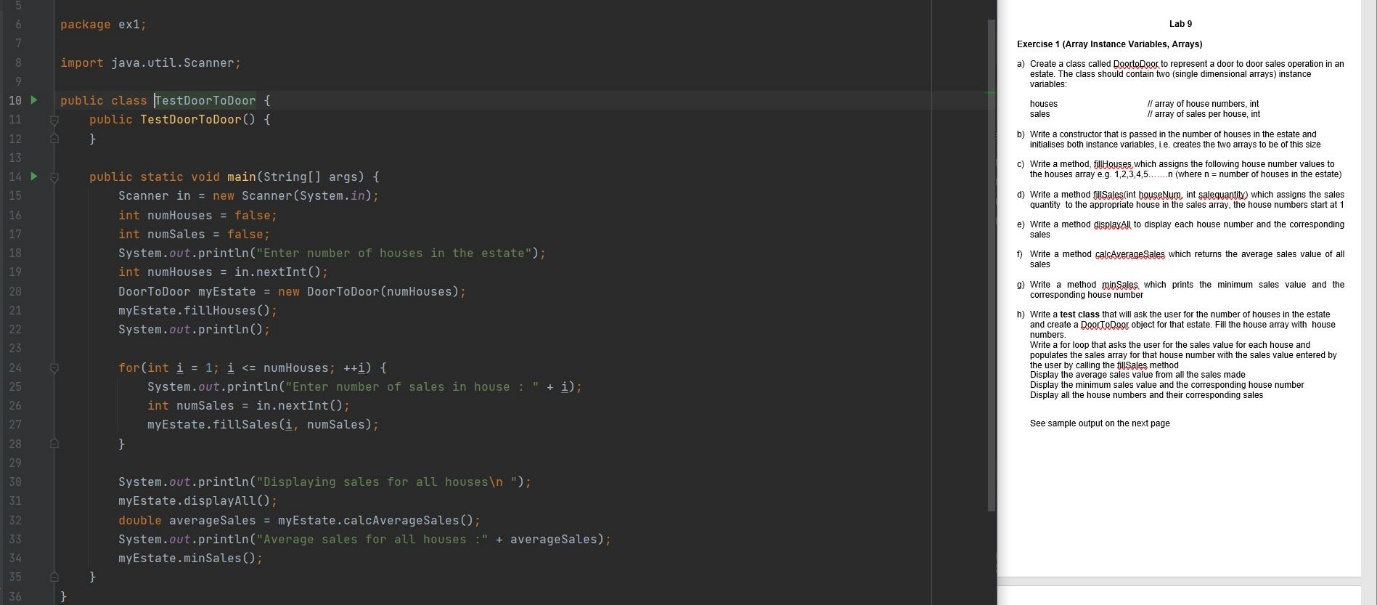 5
6 package ex1;
7
8 import java.util.Scanner;
9
10 public class TestDoorToDoor {
11 public TestDoorToDoor() {
12 }
13
14 public static void main(String[] args) {
15 Scanner in = new Scanner(System.in);
16 int numHouses = false;
17 int numSales = false;
18 System.out.println("Enter number of houses in the estate");
19 int numHouses = in.nextInt();
20 DoorToDoor myEstate = new DoorToDoor(numHouses);
21 myEstate.fillHouses();
22 System.out.println();
23
24 for(int i = 1; i <= numHouses; ++i) {
25 System.out.println("Enter number of sales in house : " + i);
26 int numSales = in.nextInt();
27 myEstate.fillSales(i, numSales);
28 }
29
30 System.out.println("Displaying sales for all houses\n ");
31 myEstate.displayAll();
32 double averageSales = myEstate.calcAverageSales();
33 System.out.println("Average sales for all houses :" + averageSales);
34 myEstate.minSales();
35 }
36 }
Lab 9
Exercise 1 (Array Instance Variables, Arrays)
a) Create a class called DoortoDoor to represent a door to door sales operation in an
estate. The class should contain two (single dimensional arrays) instance
variables:
houses // array of house numbers, int
sales // array of sales per house, int
b) Write a constructor that is passed in the number of houses in the estate and
initialises both instance variables, i.e. creates the two arrays to be of this size
c) Write a method, fillHouses which assigns the following house number values to
the houses array e.g. 1,2,3,4,5.......n (where n = number of houses in the estate)
d) Write a method fillSales(int houseNum, int salequantity) which assigns the sales
quantity to the appropriate house in the sales array, the house numbers start at 1
e) Write a method displayAll to display each house number and the corresponding
sales
f) Write a method calcAverageSales which returns the average sales value of all
sales
g) Write a method minSales which prints the minimum sales value and the
corresponding house number
h) Write a test class that will ask the user for the number of houses in the estate
and create a DoorToDoor object for that estate. Fill the house array with house
numbers.
Write a for loop that asks the user for the sales value for each house and
populates the sales array for that house number with the sales value entered by
the user by calling the fillSales method
Display the average sales value from all the sales made
Display the minimum sales value and the corresponding house number
Display all the house numbers and their corresponding sales
See sample output on the next page